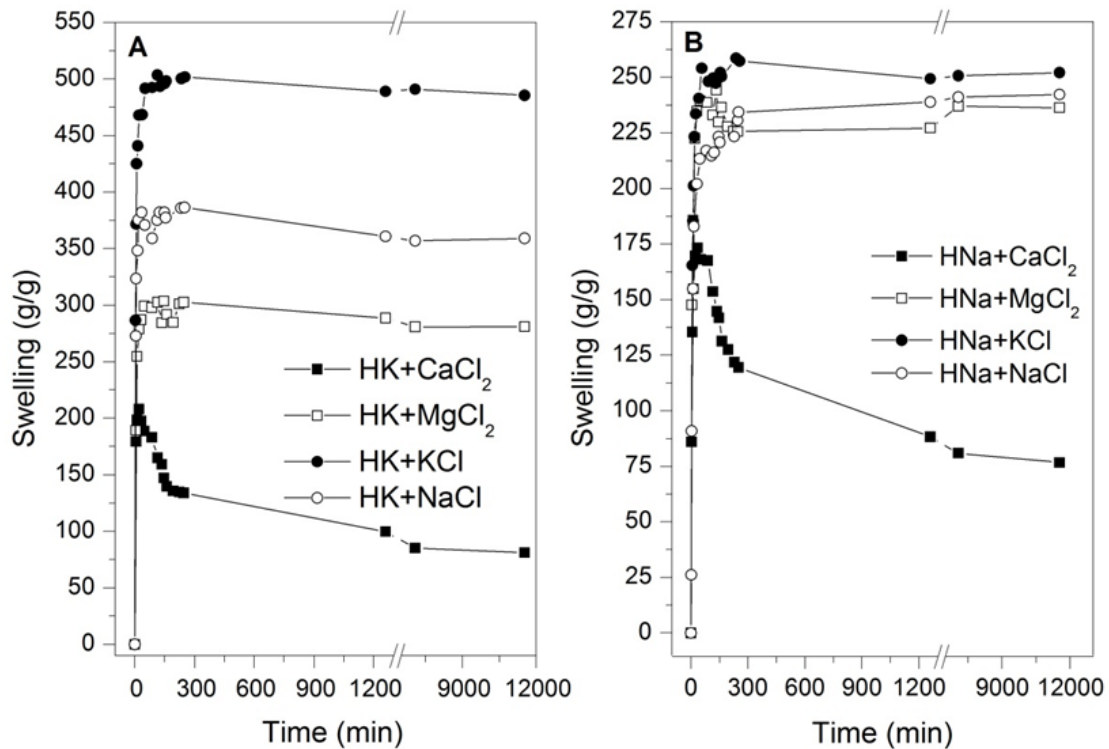 A
Swelling (g/g)
550
500
450
400
350
300
250
200
150
100
50
0
HK+CaCl₂
HK+MgCl₂
HK+KCl
HK+NaCl
0 300 600 900 1200 9000 12000
Time (min)
B
Swelling (g/g)
275
250
225
200
175
150
125
100
75
50
25
0
HNa+CaCl₂
HNa+MgCl₂
HNa+KCl
HNa+NaCl
0 300 600 900 1200 9000 12000
Time (min)